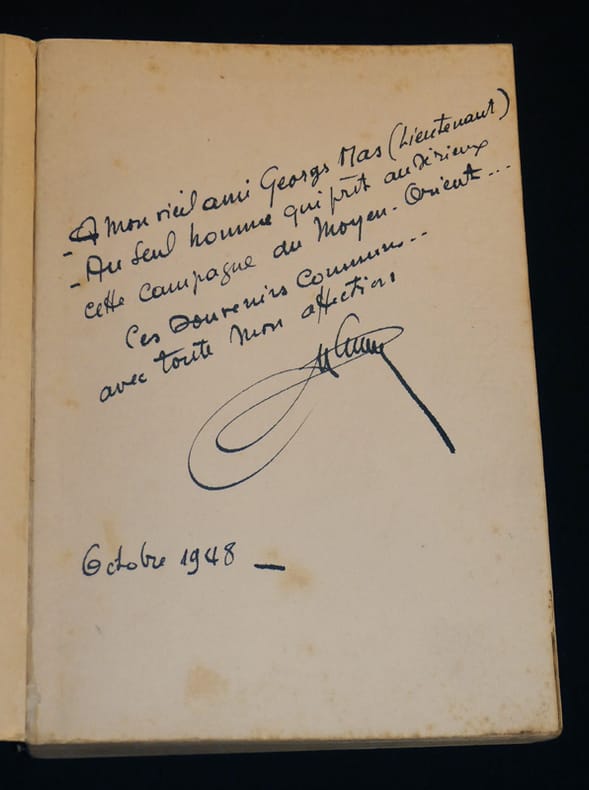 - A mon vieil ami Georgs Mas (Lieutenant)
- Au seul homme qui prît au sérieux
cette campagne du Moyen-Orient...
Ces Souvenirs communs...
avec toute mon affection
Octobre 1948 _